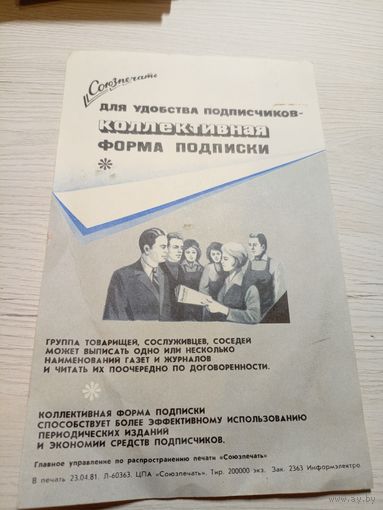 Союзпечать
ДЛЯ УДОБСТВА ПОДПИСЧИКОВ-
КОЛЛЕКТИВНАЯ
ФОРМА ПОДПИСКИ
ГРУППА ТОВАРИЩЕЙ, СОСЛУЖИВЦЕВ, СОСЕДЕЙ
МОЖЕТ ВЫПИСАТЬ ОДНО ИЛИ НЕСКОЛЬКО
НАИМЕНОВАНИЙ ГАЗЕТ И ЖУРНАЛОВ
И ЧИТАТЬ ИХ ПООЧЕРЕДНО ПО ДОГОВОРЕННОСТИ.
КОЛЛЕКТИВНАЯ ФОРМА ПОДПИСКИ
СПОСОБСТВУЕТ БОЛЕЕ ЭФФЕКТИВНОМУ ИСПОЛЬЗОВАНИЮ
ПЕРИОДИЧЕСКИХ ИЗДАНИЙ
И ЭКОНОМИИ СРЕДСТВ ПОДПИСЧИКОВ.
Главное управление по распространению печати «Союзпечать»
В печать 23.04.81. Л-60363. ЦПА «Союзпечать». Тир. 200000 экз. Зак. 2363 Информэлектро
ay.by